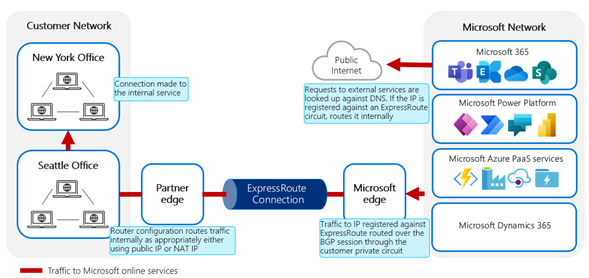 Customer Network
New York Office
Connection made to
the internal service
Seattle Office
Partner
edge
Router configuration routes traffic
internally as appropriately either
using public IP or NAT IP
ExpressRoute
Connection
Public
Internet
Requests to external services are
looked up against DNS. If the IP is
registered against an ExpressRoute
circuit, routes it internally
Microsoft
edge
Traffic to IP registered against
ExpressRoute routed over the
BGP session through the
customer private circuit
Microsoft Network
Microsoft 365
Microsoft Power Platform
Microsoft Azure PaaS services
Microsoft Dynamics 365
Traffic to Microsoft online services